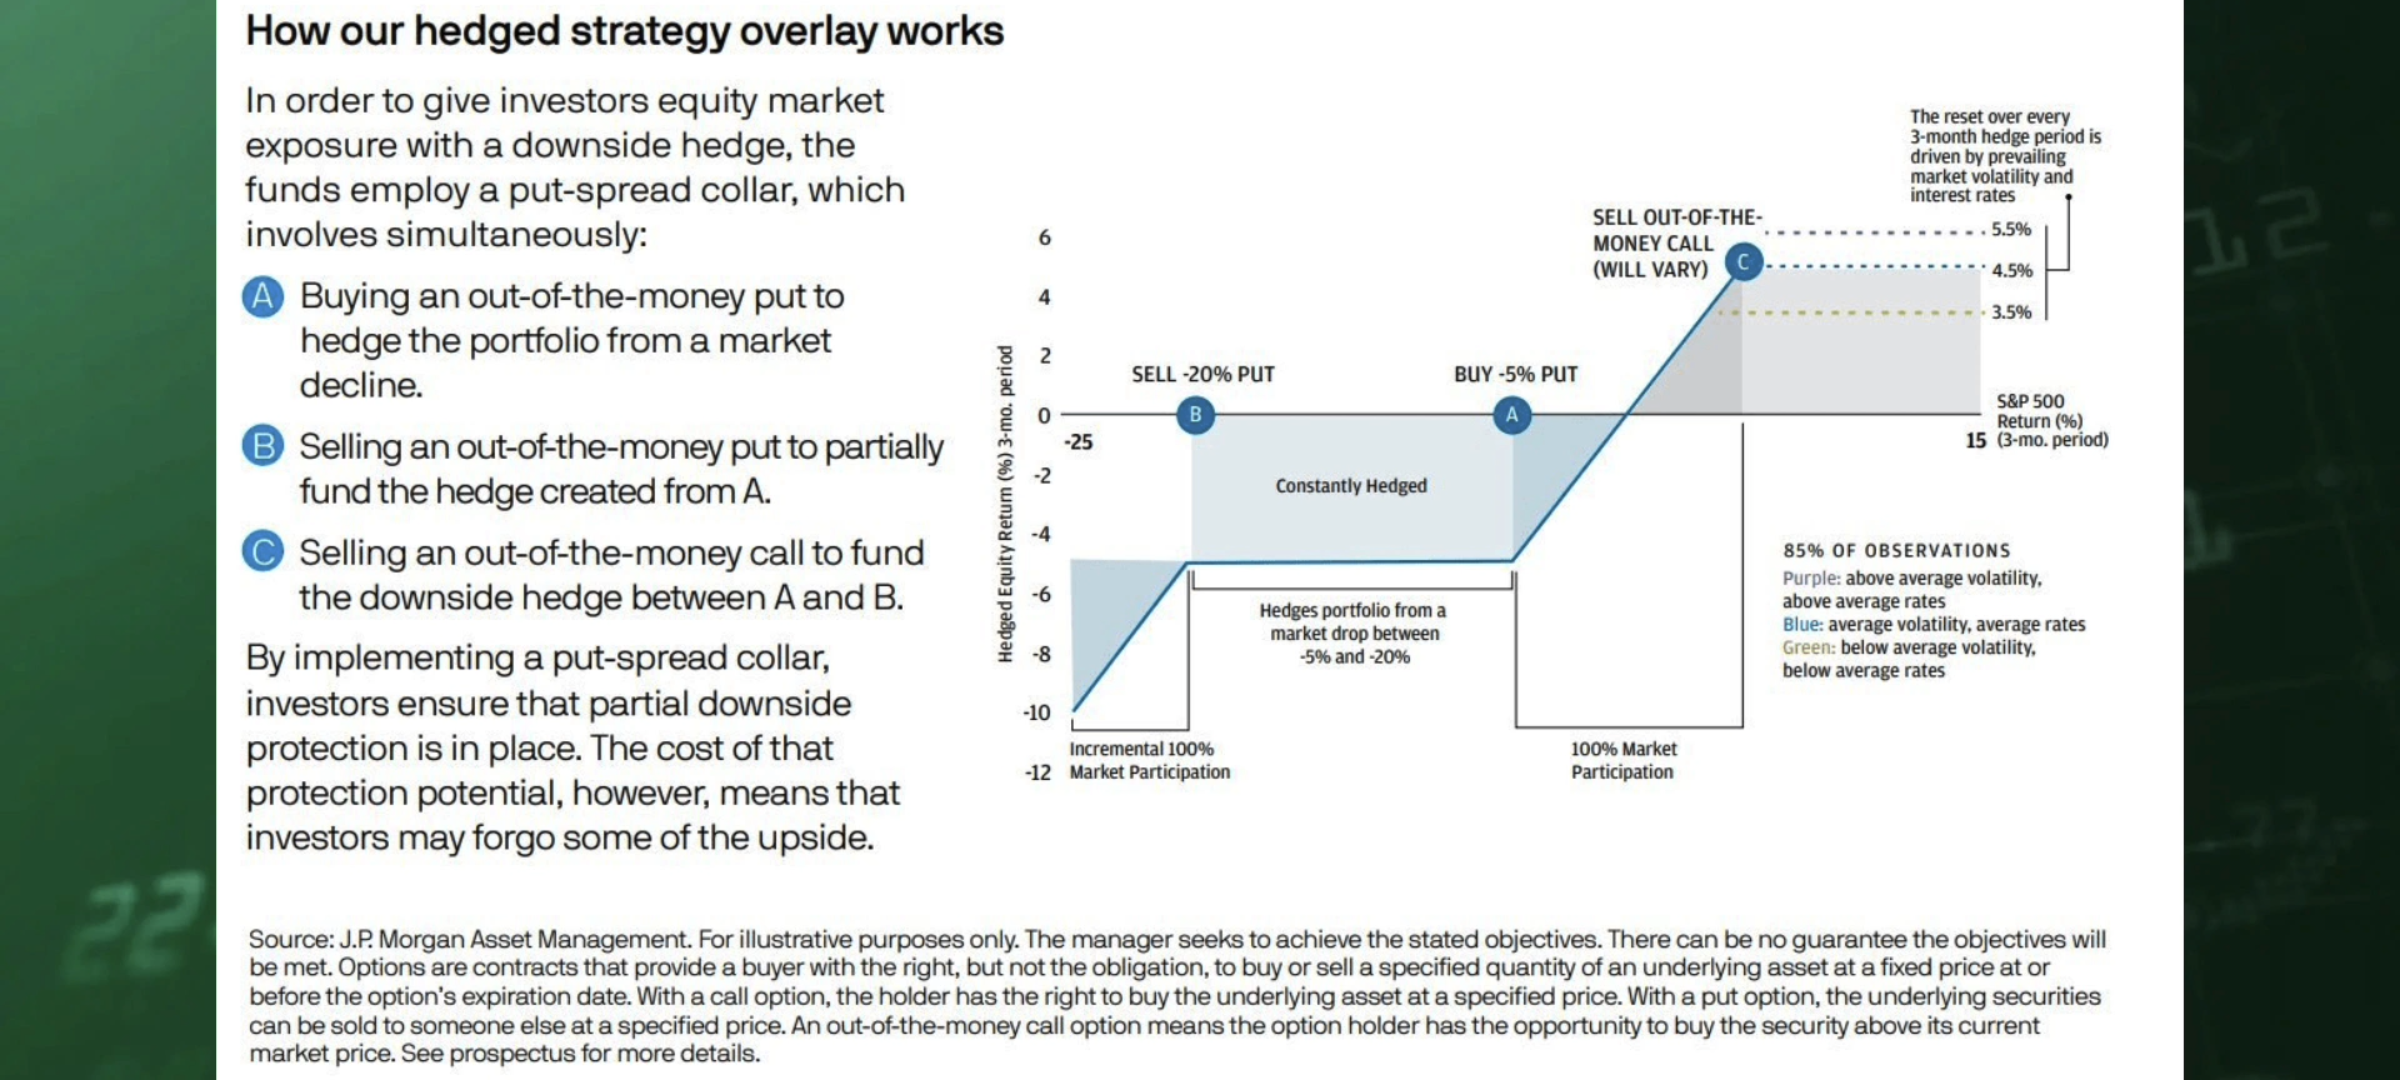 How our hedged strategy overlay works
In order to give investors equity market
exposure with a downside hedge, the
funds employ a put-spread collar, which
involves simultaneously:
A Buying an out-of-the-money put to
hedge the portfolio from a market
decline.
B Selling an out-of-the-money put to partially
fund the hedge created from A.
C Selling an out-of-the-money call to fund
the downside hedge between A and B.
By implementing a put-spread collar,
investors ensure that partial downside
protection is in place. The cost of that
protection potential, however, means that
investors may forgo some of the upside.
The reset over every
3-month hedge period is
driven by prevailing
market volatility and
interest rates
SELL OUT-OF-THE-
MONEY CALL
(WILL VARY)
C
5.5%
4.5%
3.5%
6
4
2
0
-2
-4
-6
-8
-10
-12
Hedged Equity Return (%) 3-mo. period
SELL -20% PUT
BUY -5% PUT
B
A
-25
15
S&P 500
Return (%)
(3-mo. period)
Constantly Hedged
Hedges portfolio from a
market drop between
-5% and -20%
85% OF OBSERVATIONS
Purple: above average volatility,
above average rates
Blue: average volatility, average rates
Green: below average volatility,
below average rates
Incremental 100%
Market Participation
100% Market
Participation
Source: J.P. Morgan Asset Management. For illustrative purposes only. The manager seeks to achieve the stated objectives. There can be no guarantee the objectives will
be met. Options are contracts that provide a buyer with the right, but not the obligation, to buy or sell a specified quantity of an underlying asset at a fixed price at or
before the option's expiration date. With a call option, the holder has the right to buy the underlying asset at a specified price. With a put option, the underlying securities
can be sold to someone else at a specified price. An out-of-the-money call option means the option holder has the opportunity to buy the security above its current
market price. See prospectus for more details.
22
12
77